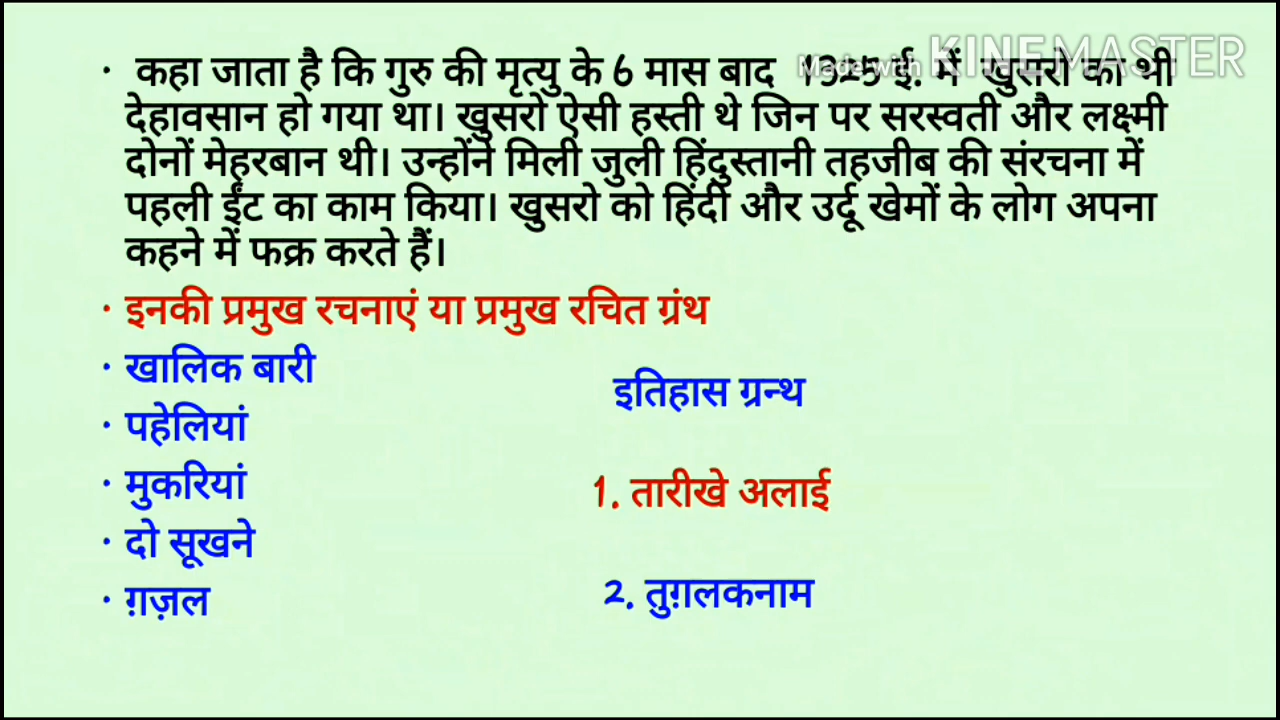 · कहा जाता है कि गुरु की मृत्यु के 6 मास बाद 1325 ई. में खुसरो का भी
देहावसान हो गया था। खुसरो ऐसी हस्ती थे जिन पर सरस्वती और लक्ष्मी
दोनों मेहरबान थी। उन्होंने मिली जुली हिंदुस्तानी तहजीब की संरचना में
पहली ईंट का काम किया। खुसरो को हिंदी और उर्दू खेमों के लोग अपना
कहने में फक्र करते हैं।
Made with KINEMASTER
· इनकी प्रमुख रचनाएं या प्रमुख रचित ग्रंथ
· खालिक बारी
· पहेलियां
· मुकरियां
· दो सूखने
· ग़ज़ल
इतिहास ग्रन्थ
1. तारीखे अलाई
2. तुग़लकनाम